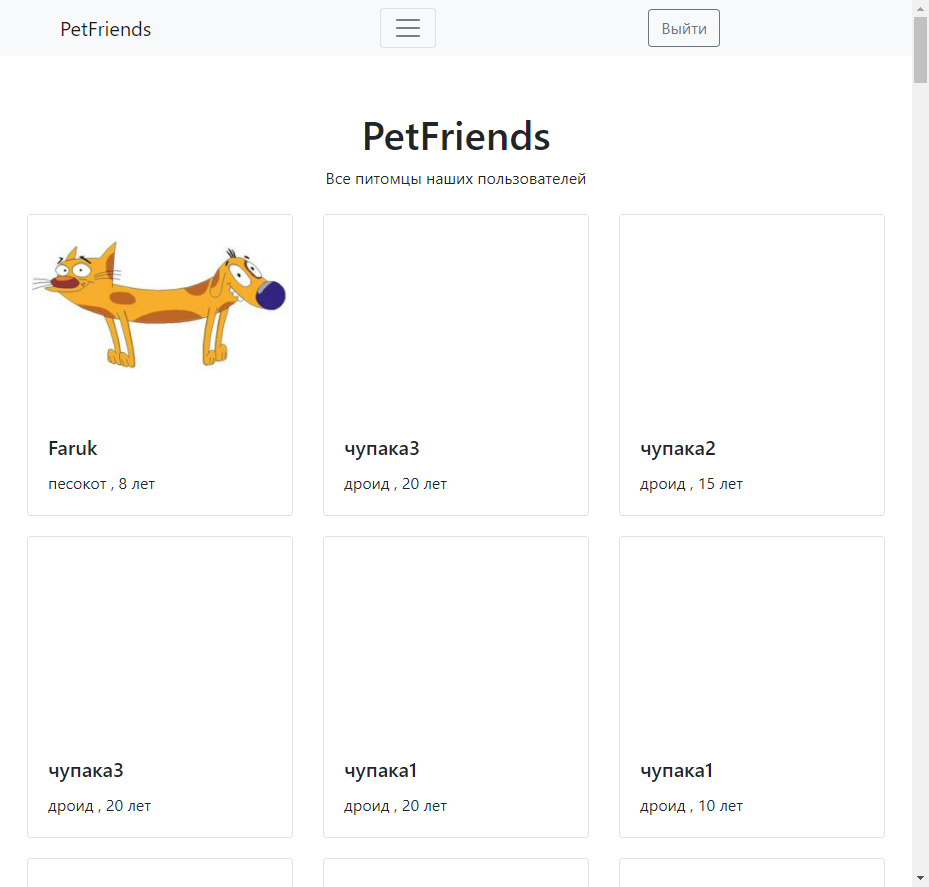 PetFriends
Выйти
PetFriends
Все питомцы наших пользователей
Faruk
песокот , 8 лет
чупака3
дроид , 20 лет
чупака2
дроид , 15 лет
чупака3
дроид , 20 лет
чупака1
дроид , 20 лет
чупака1
дроид , 10 лет